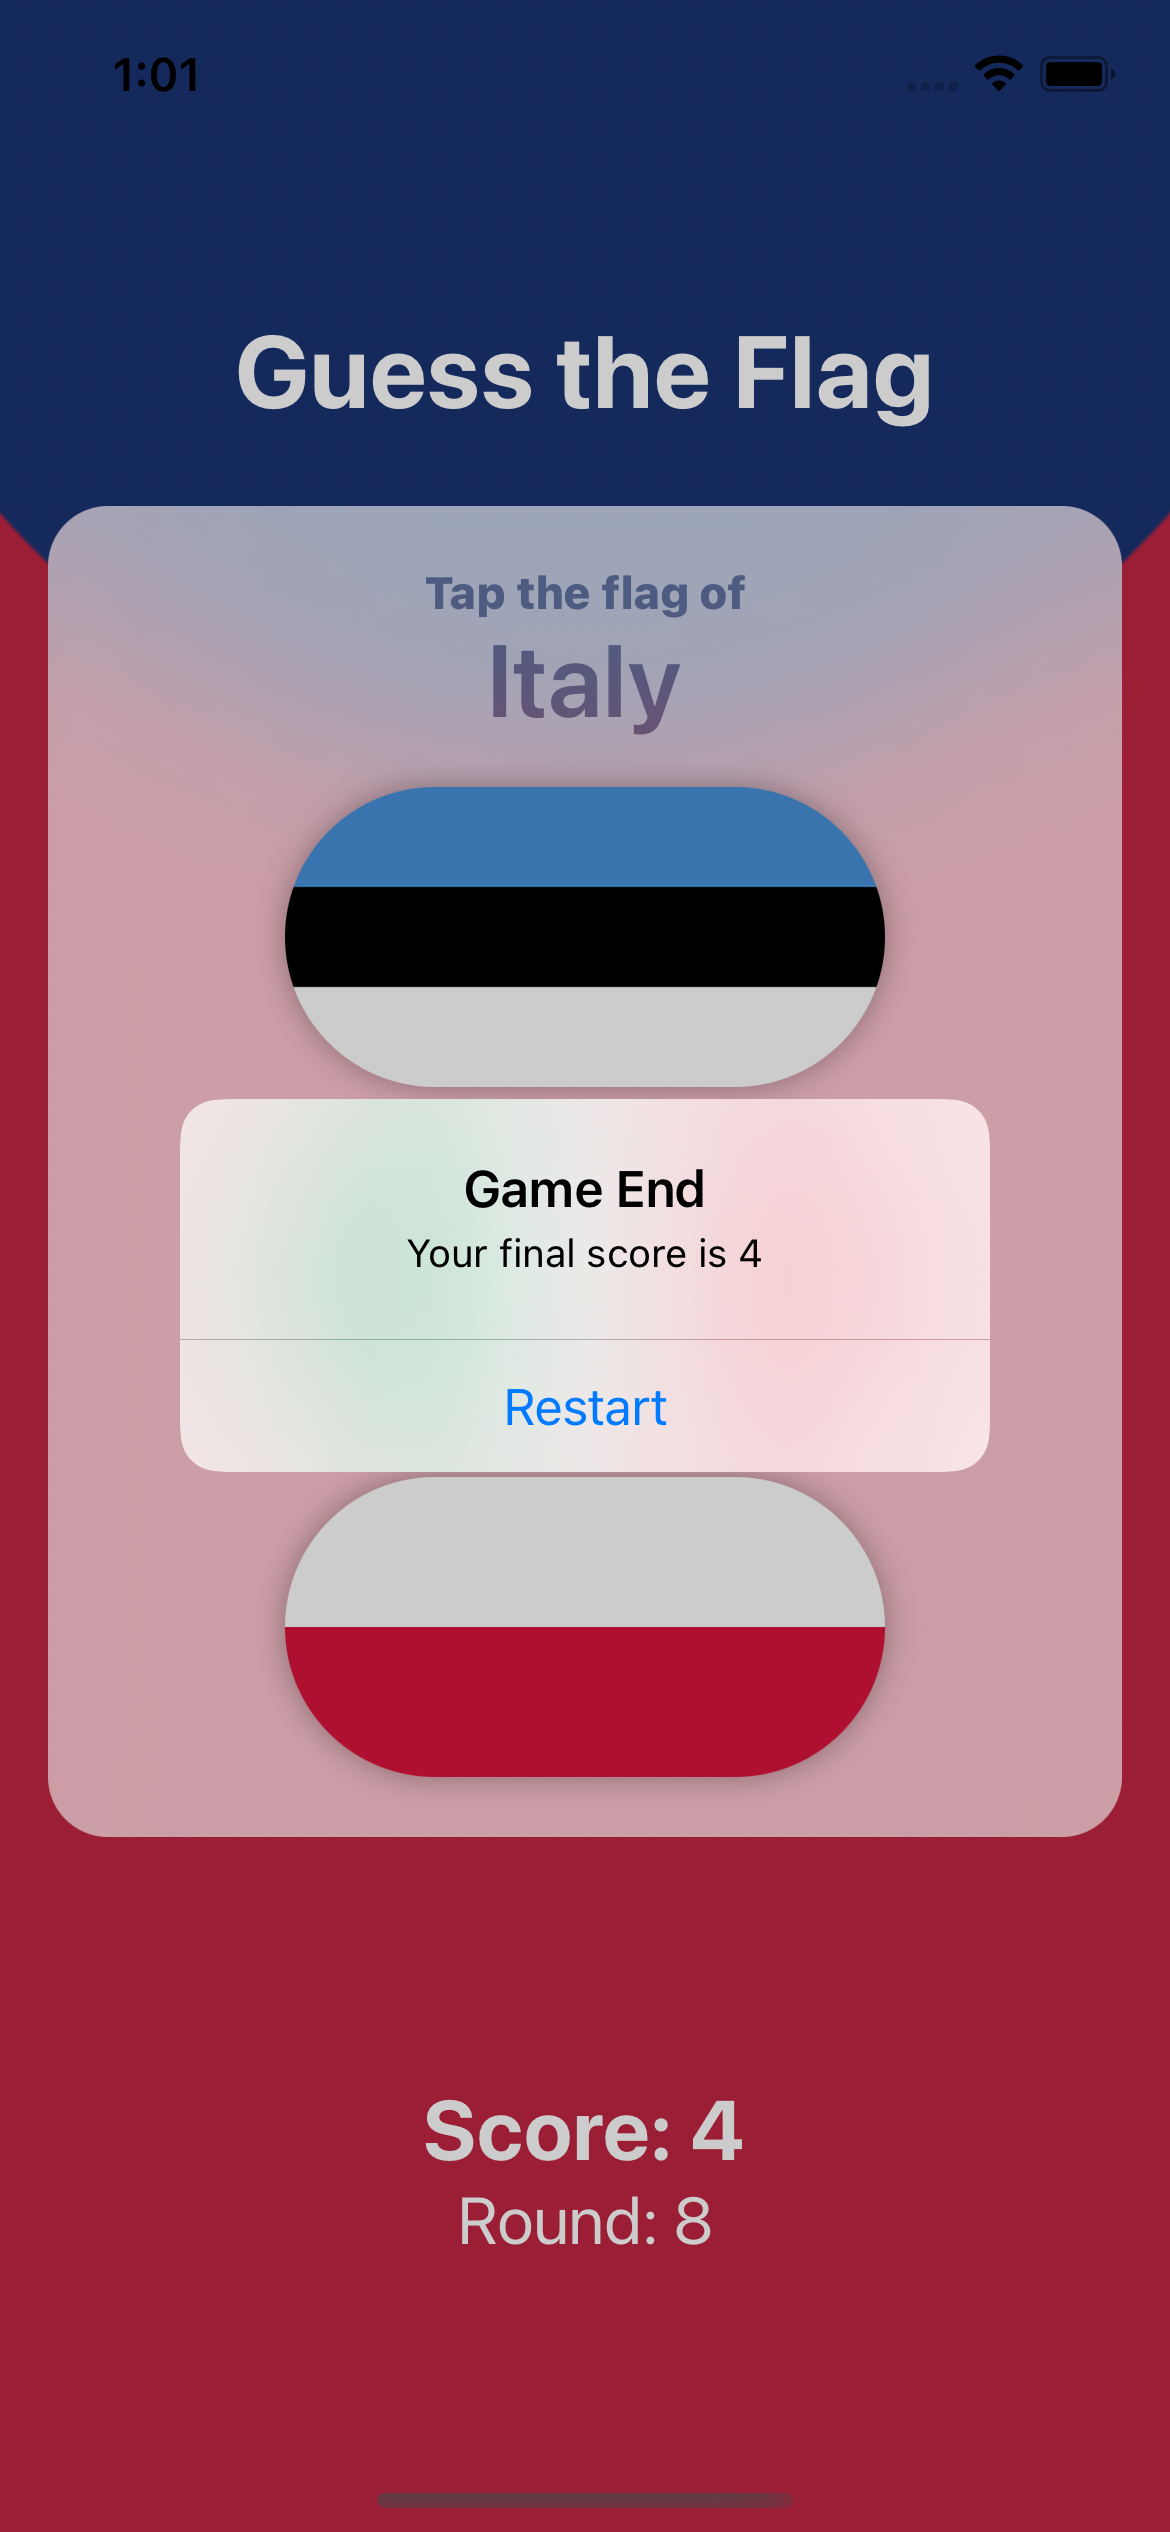 1:01
Guess the Flag
Tap the flag of
Italy
Game End
Your final score is 4
Restart
Score: 4
Round: 8